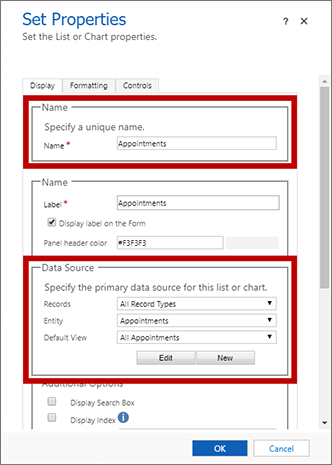 Set Properties
? ×
Set the List or Chart properties.
Display Formatting Controls
Name
Specify a unique name.
Name * Appointments
Name
Label * Appointments
Display label on the Form
Panel header color #F3F3F3
Data Source
Specify the primary data source for this list or chart.
Records All Record Types
Entity Appointments
Default View All Appointments
Edit New
Additional Options
Display Search Box
Display Index i
OK Cancel